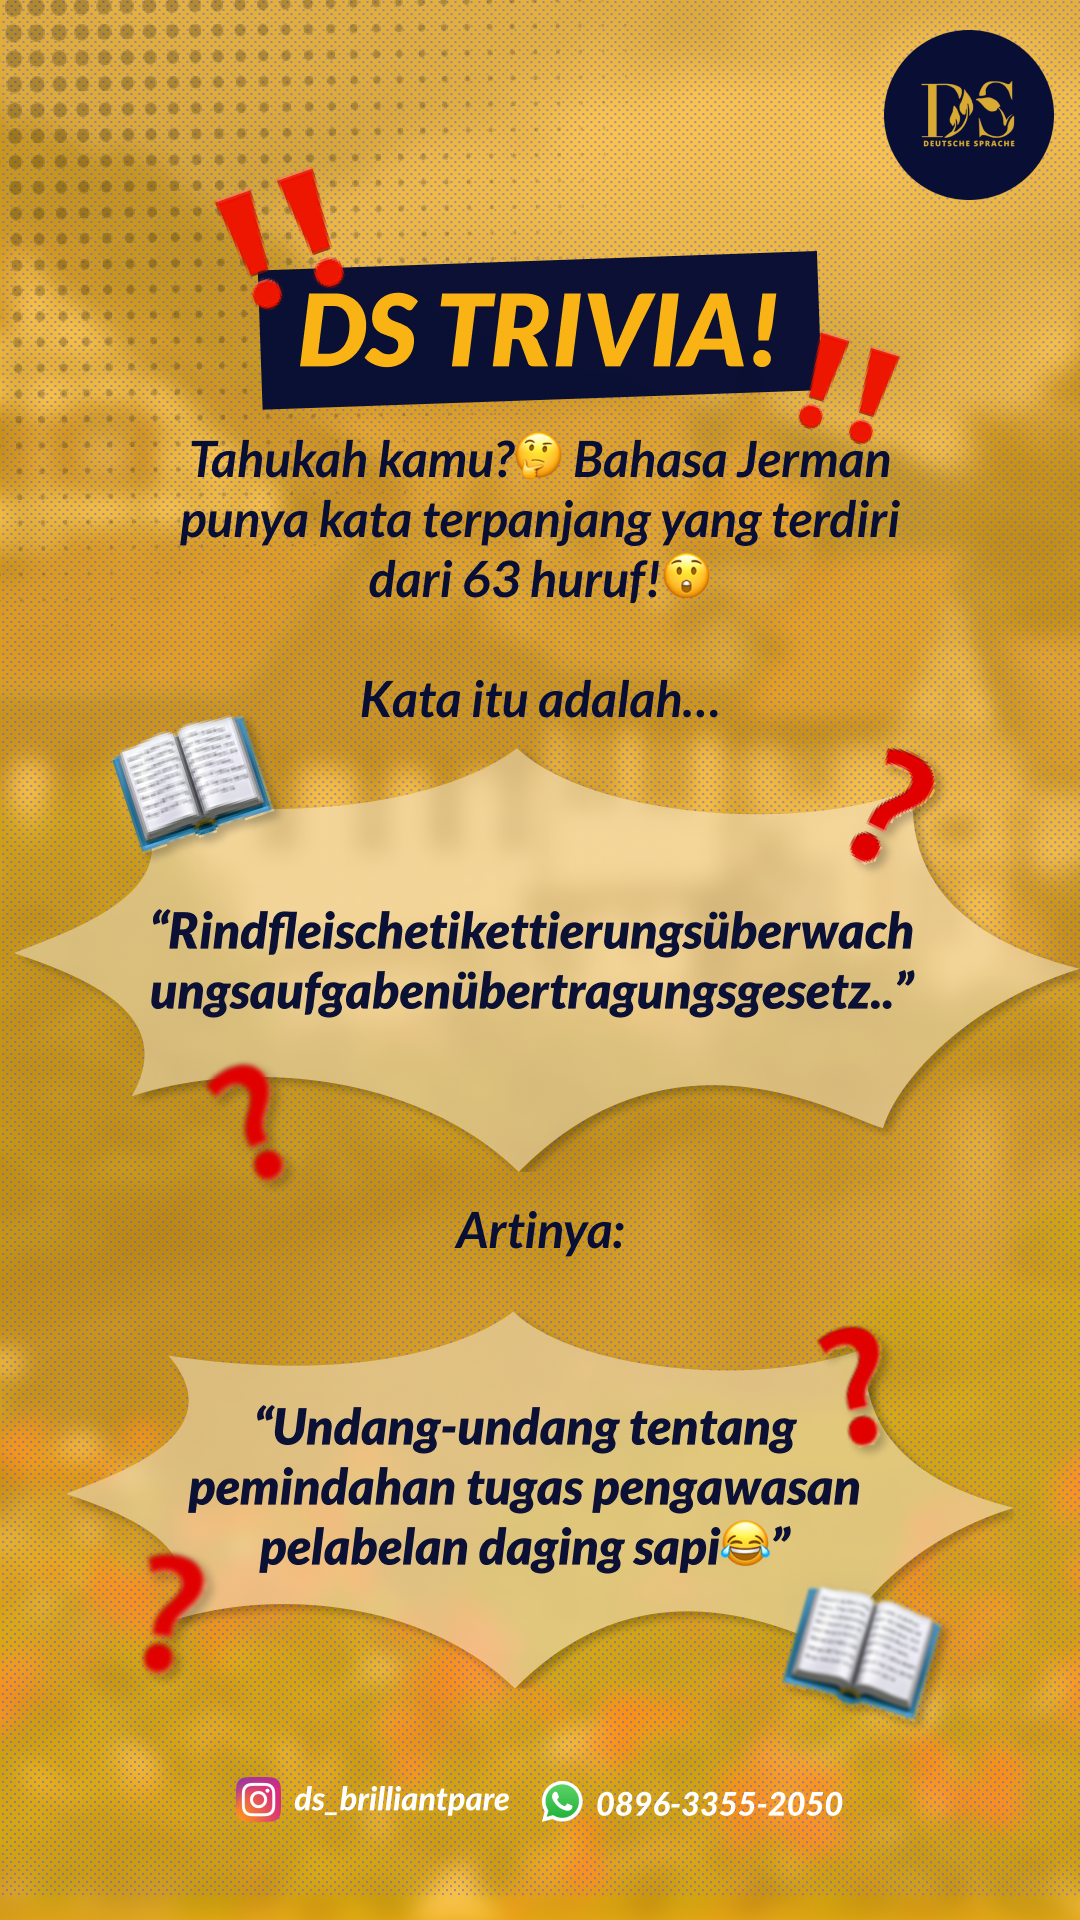 DS
DEUTSCHE SPRACHE
DS TRIVIA!
Tahukah kamu?🤔 Bahasa Jerman
punya kata terpanjang yang terdiri
dari 63 huruf!😲
Kata itu adalah...
“Rindfleischetikettierungsüberwach
ungsaufgabenübertragungsgesetz..”
Artinya:
“Undang-undang tentang
pemindahan tugas pengawasan
pelabelan daging sapi😂”
ds_brilliantpare
0896-3355-2050